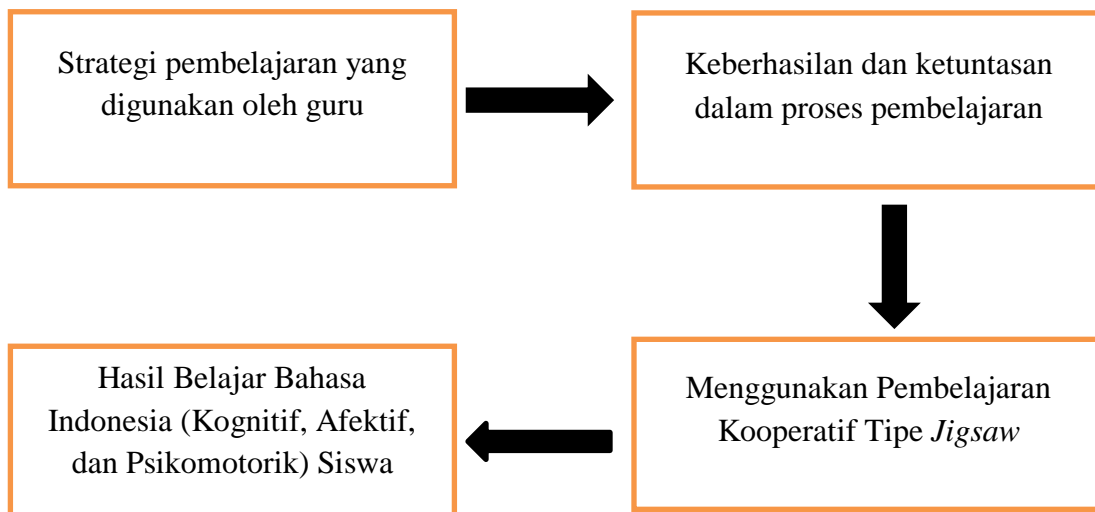 Strategi pembelajaran yang
digunakan oleh guru
Keberhasilan dan ketuntasan
dalam proses pembelajaran
Menggunakan Pembelajaran
Kooperatif Tipe Jigsaw
Hasil Belajar Bahasa
Indonesia (Kognitif, Afektif,
dan Psikomotorik) Siswa